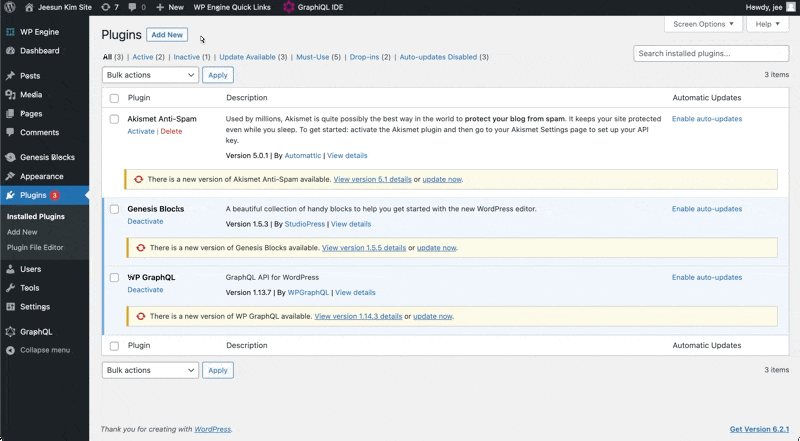 Jeesun Kim Site 7 0 New WP Engine Quick Links GraphiQL IDE Howdy, jee
WP Engine
Dashboard
Posts
Media
Pages
Comments
Genesis Blocks
Appearance
Plugins 3
Installed Plugins
Add New
Plugin File Editor
Users
Tools
Settings
GraphQL
Collapse menu
Screen Options Help
Plugins Add New
All (3) | Active (2) | Inactive (1) | Update Available (3) | Must-Use (5) | Drop-ins (2) | Auto-updates Disabled (3)
Search installed plugins...
Bulk actions Apply
3 items
Plugin Description Automatic Updates
Akismet Anti-Spam Used by millions, Akismet is quite possibly the best way in the world to protect your blog from spam. It keeps your site protected Enable auto-updates
Activate | Delete even while you sleep. To get started: activate the Akismet plugin and then go to your Akismet Settings page to set up your API
key.
Version 5.0.1 | By Automattic | View details
There is a new version of Akismet Anti-Spam available. View version 5.1 details or update now.
Genesis Blocks A beautiful collection of handy blocks to help you get started with the new WordPress editor. Enable auto-updates
Deactivate Version 1.5.3 | By StudioPress | View details
There is a new version of Genesis Blocks available. View version 1.5.5 details or update now.
WP GraphQL GraphQL API for WordPress Enable auto-updates
Deactivate Version 1.13.7 | By WPGraphQL | View details
There is a new version of WP GraphQL available. View version 1.14.3 details or update now.
Plugin Description Automatic Updates
Bulk actions Apply
3 items
Thank you for creating with WordPress.
Get Version 6.2.1